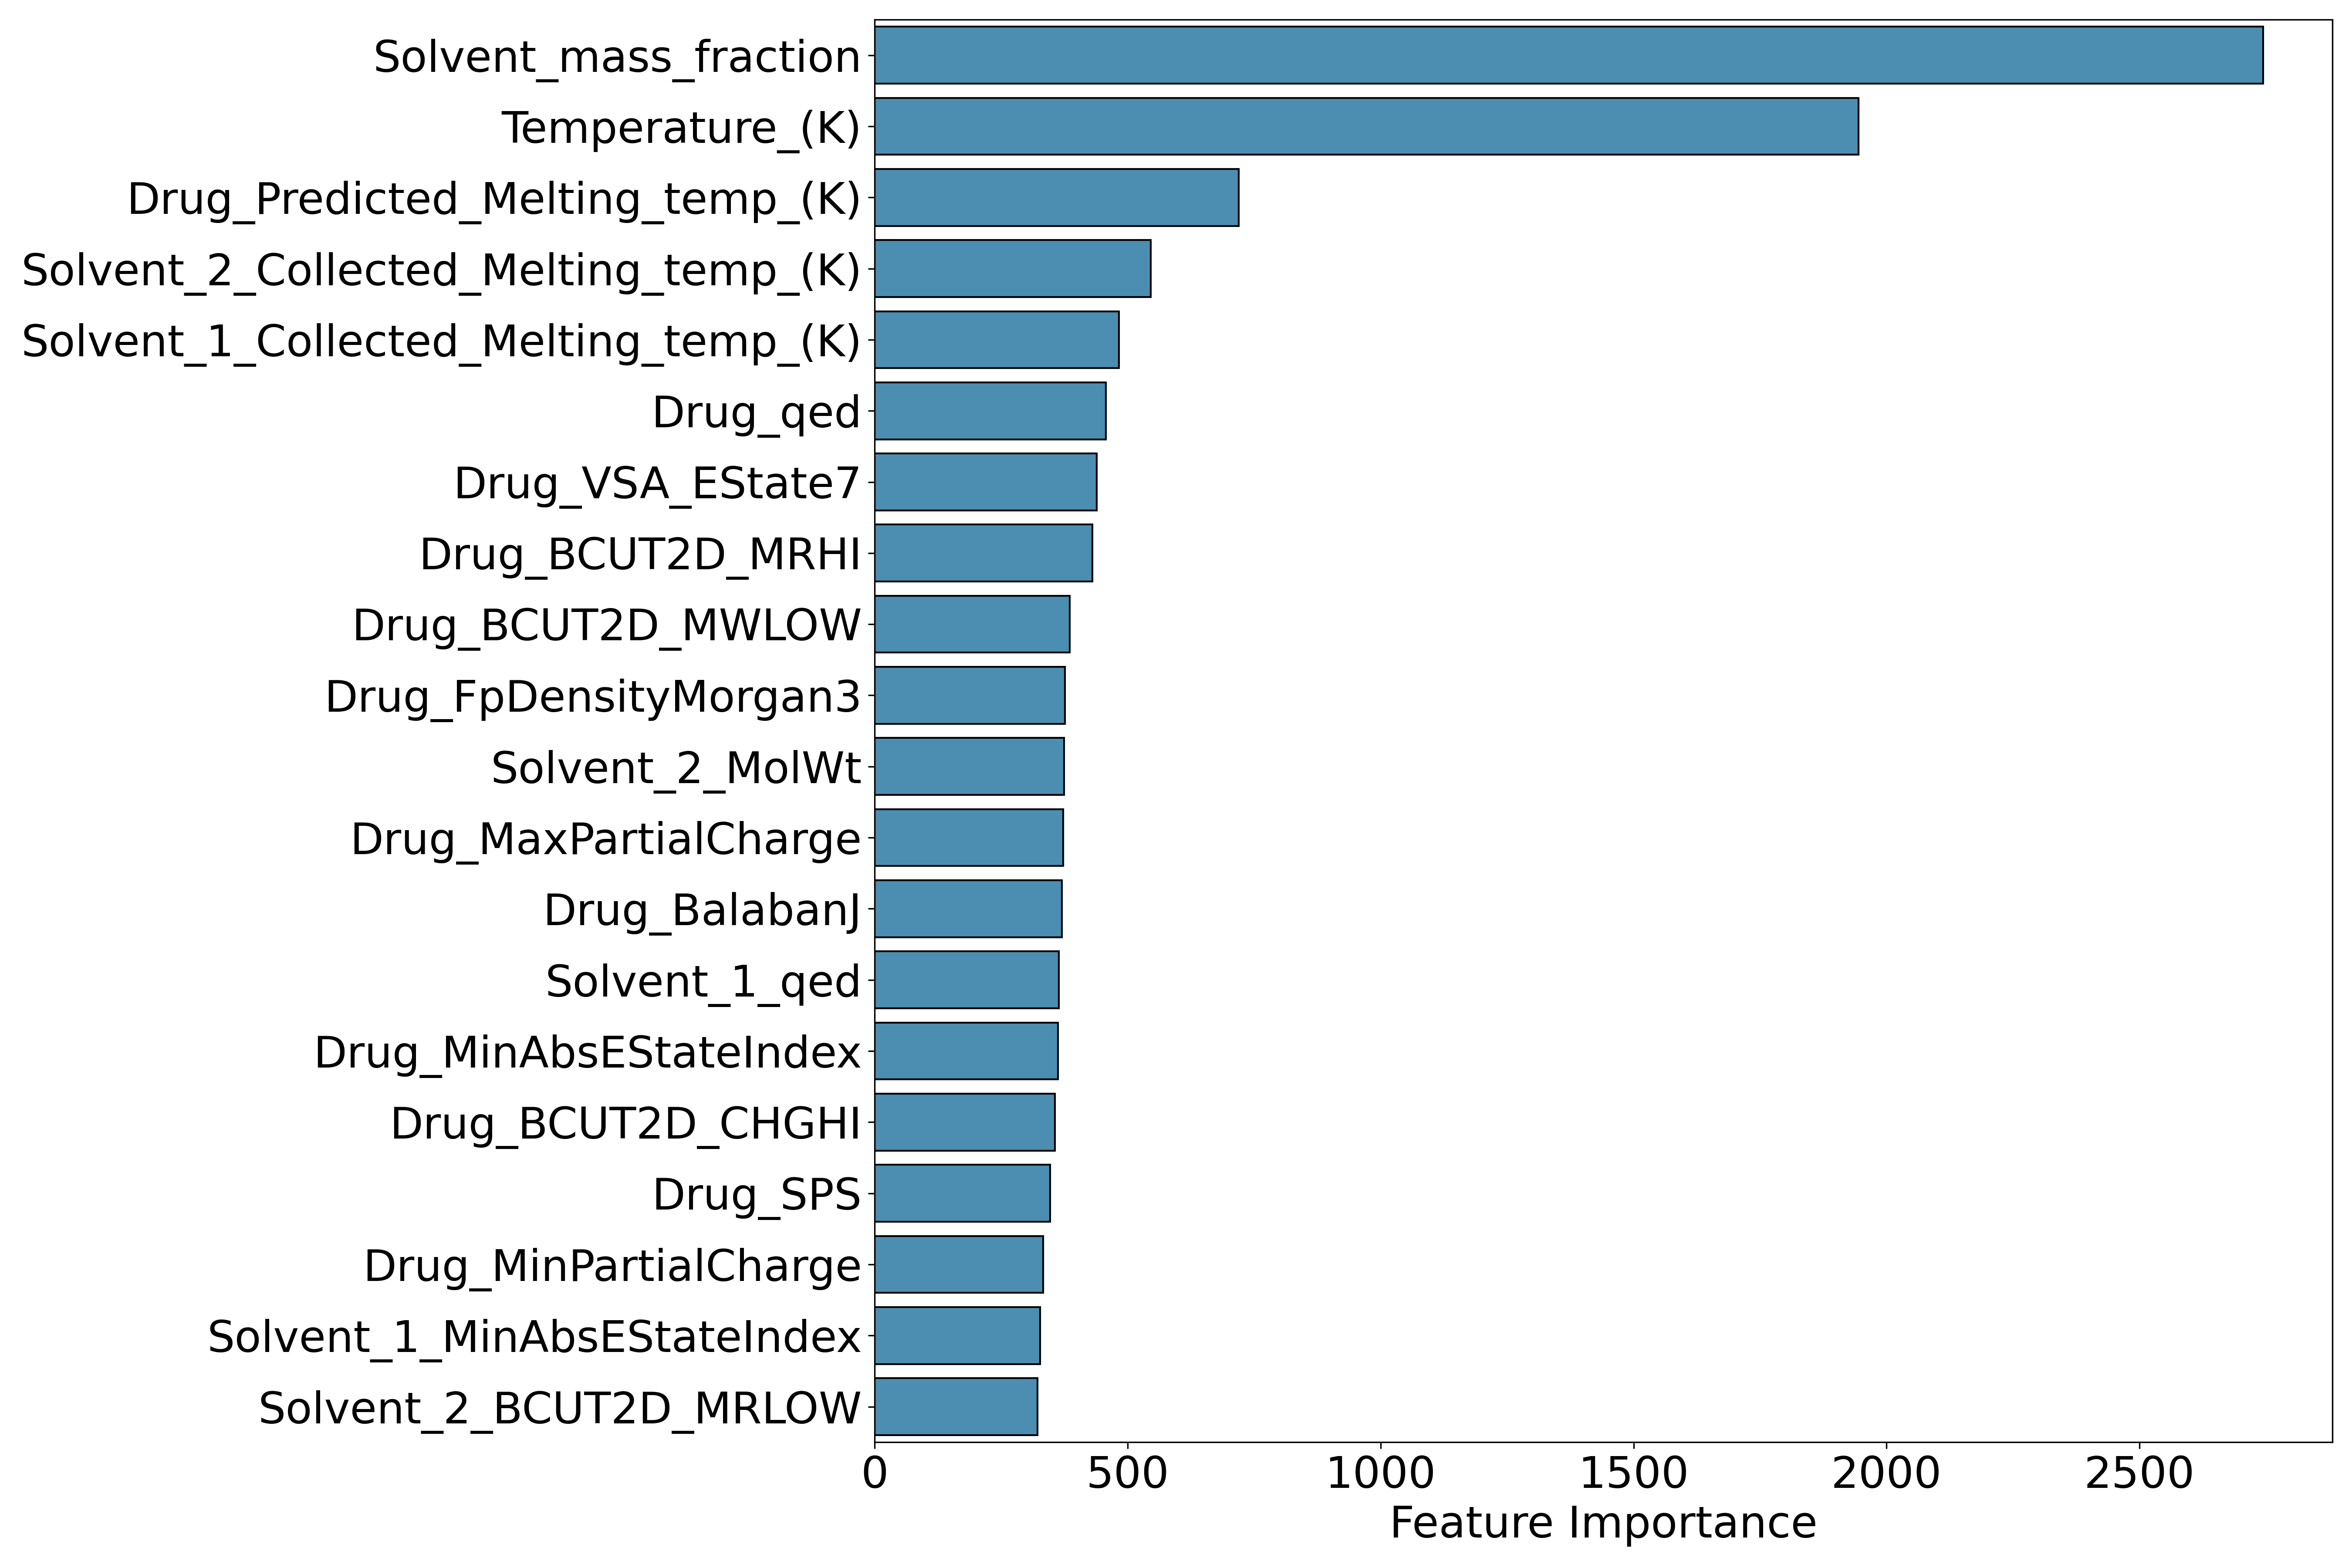 Solvent_mass_fraction
Temperature_(K)
Drug_Predicted_Melting_temp_(K)
Solvent_2_Collected_Melting_temp_(K)
Solvent_1_Collected_Melting_temp_(K)
Drug_qed
Drug_VSA_EState7
Drug_BCUT2D_MRHI
Drug_BCUT2D_MWLOW
Drug_FpDensityMorgan3
Solvent_2_MolWt
Drug_MaxPartialCharge
Drug_BalabanJ
Solvent_1_qed
Drug_MinAbsEStateIndex
Drug_BCUT2D_CHGHI
Drug_SPS
Drug_MinPartialCharge
Solvent_1_MinAbsEStateIndex
Solvent_2_BCUT2D_MRLOW
0 500 1000 1500 2000 2500
Feature Importance